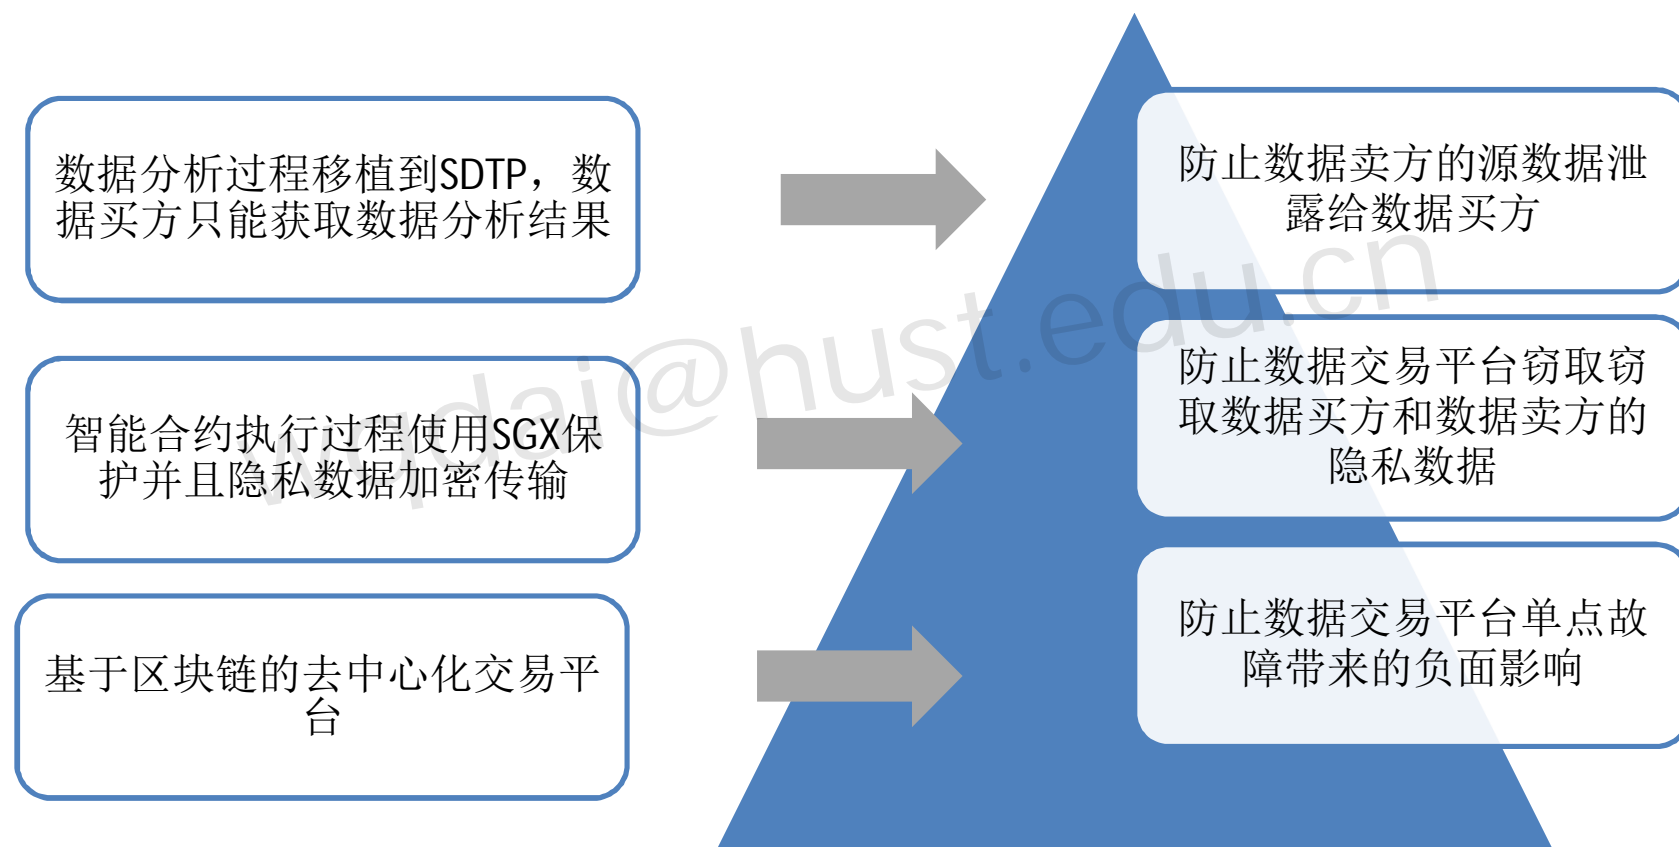 数据分析过程移植到SDTP，数
据买方只能获取数据分析结果
防止数据卖方的源数据泄
露给数据买方
智能合约执行过程使用SGX保
护并且隐私数据加密传输
防止数据交易平台窃取窃
取数据买方和数据卖方的
隐私数据
基于区块链的去中心化交易平
台
防止数据交易平台单点故
障带来的负面影响
wqdai@hust.edu.cn